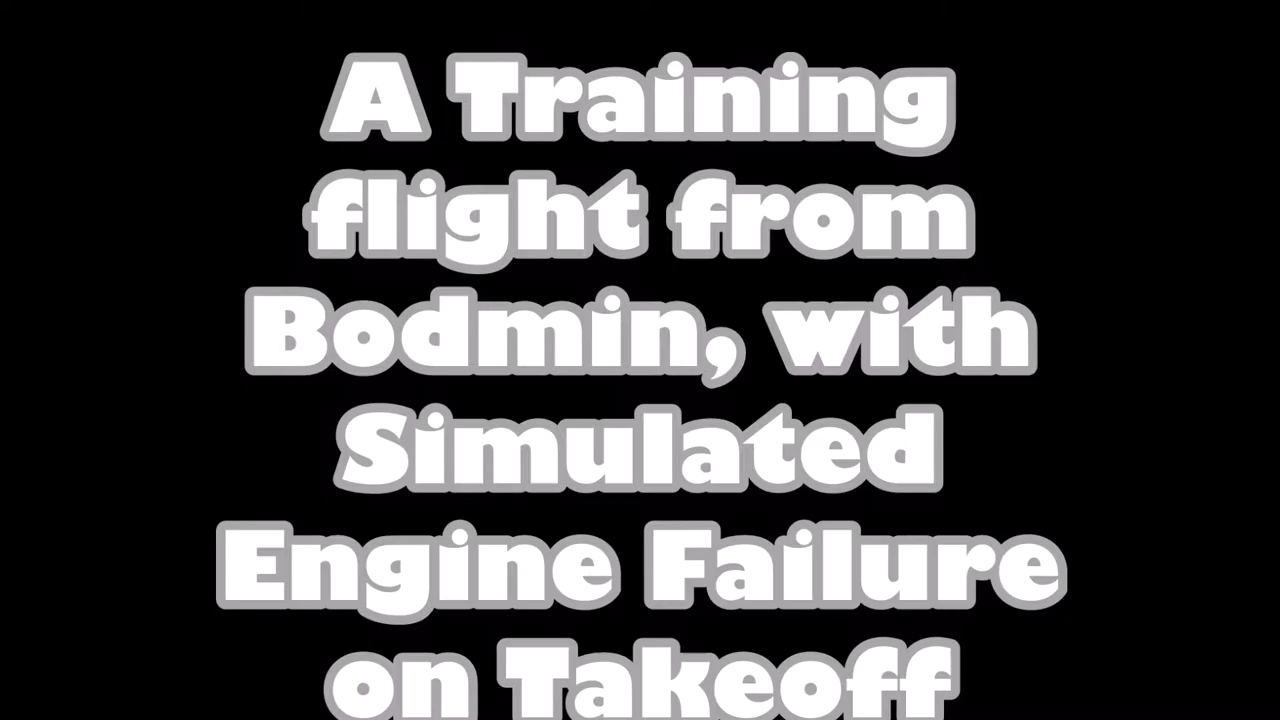 A Training
flight from
Bodmin, with
Simulated
Engine Failure
on Takeoff